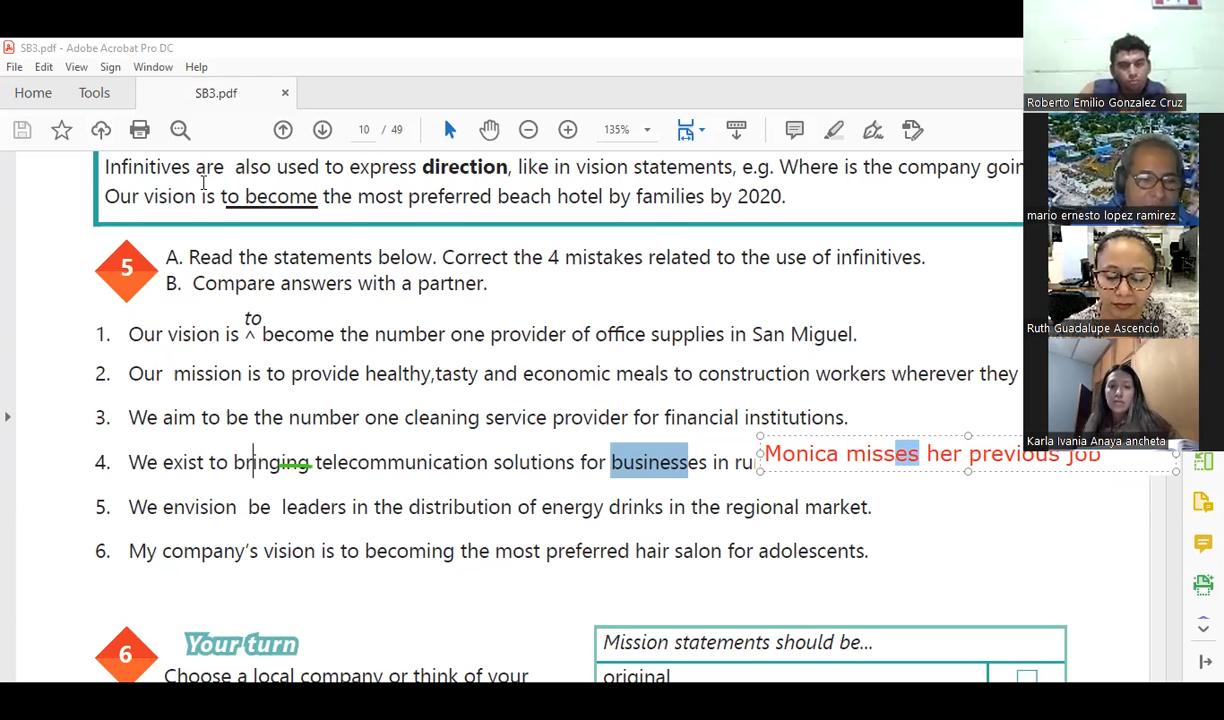 SB3.pdf - Adobe Acrobat Pro DC
File Edit View Sign Window Help
Home Tools SB3.pdf ×
10 / 49 135%
Infinitives are also used to express direction, like in vision statements, e.g. Where is the company goin
Our vision is to become the most preferred beach hotel by families by 2020.
5 A. Read the statements below. Correct the 4 mistakes related to the use of infinitives.
B. Compare answers with a partner.
to
1. Our vision is ^ become the number one provider of office supplies in San Miguel.
2. Our mission is to provide healthy,tasty and economic meals to construction workers wherever they
3. We aim to be the number one cleaning service provider for financial institutions.
4. We exist to bringing telecommunication solutions for businesses in ru
Monica misses her previous job
5. We envision be leaders in the distribution of energy drinks in the regional market.
6. My company's vision is to becoming the most preferred hair salon for adolescents.
6 Your turn
Choose a local company or think of your
Mission statements should be...
original
Roberto Emilio Gonzalez Cruz
mario ernesto lopez ramirez
Ruth Guadalupe Ascencio
Karla Ivania Anaya ancheta